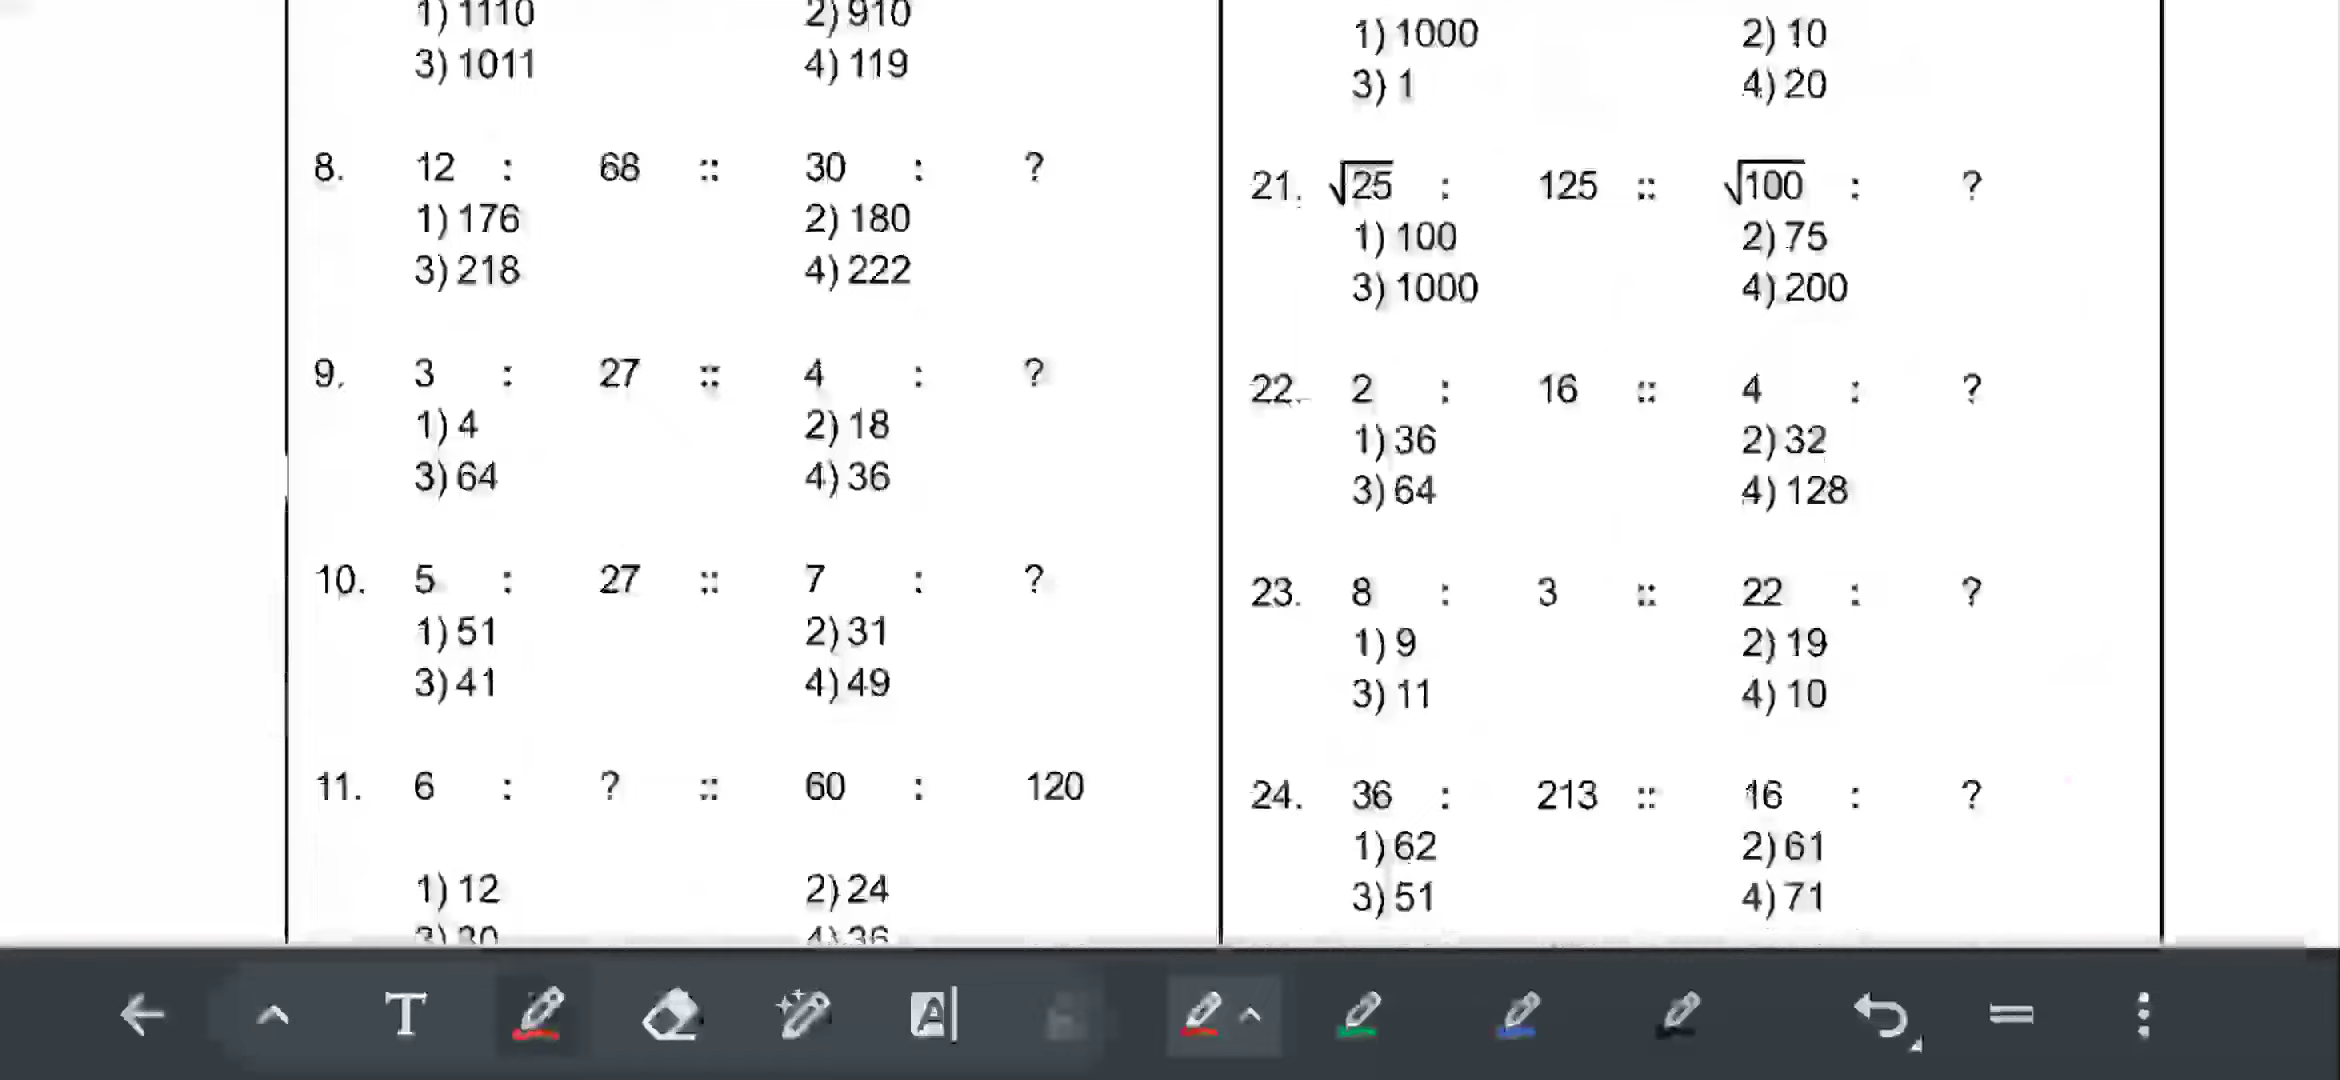 1) 1110 2) 910
3) 1011 4) 119
8. 12 : 68 :: 30 : ?
1) 176 2) 180
3) 218 4) 222
9. 3 : 27 :: 4 : ?
1) 4 2) 18
3) 64 4) 36
10. 5 : 27 :: 7 : ?
1) 51 2) 31
3) 41 4) 49
11. 6 : ? :: 60 : 120
1) 12 2) 24
3) 30 4) 36
1) 1000 2) 10
3) 1 4) 20
21. √25 : 125 :: √100 : ?
1) 100 2) 75
3) 1000 4) 200
22. 2 : 16 :: 4 : ?
1) 36 2) 32
3) 64 4) 128
23. 8 : 3 :: 22 : ?
1) 9 2) 19
3) 11 4) 10
24. 36 : 213 :: 16 : ?
1) 62 2) 61
3) 51 4) 71
T
A